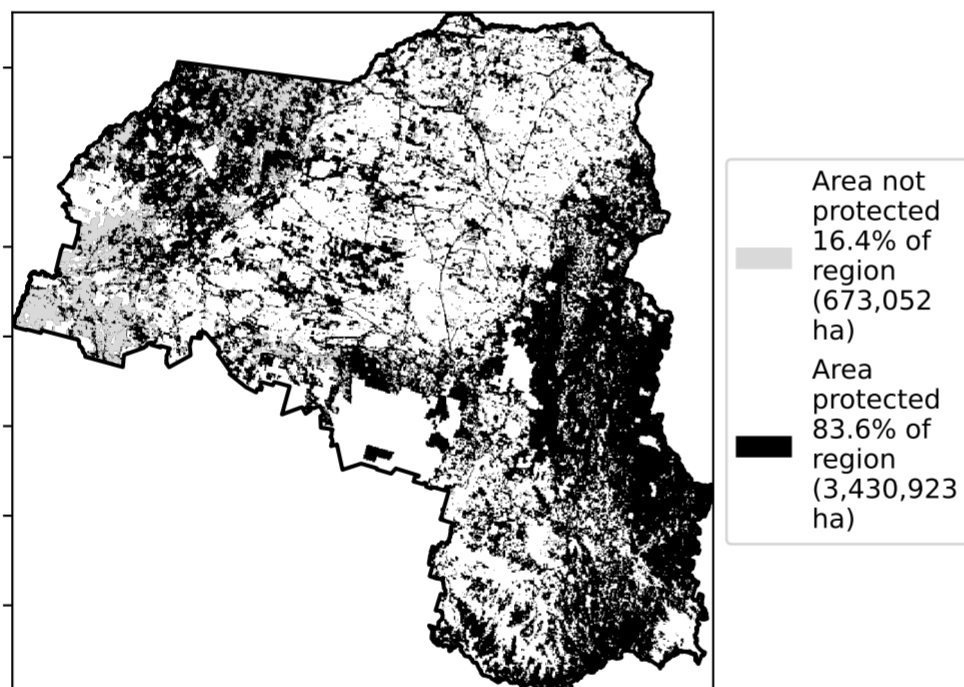 Area not
protected
16.4% of
region
(673,052
ha)
Area
protected
83.6% of
region
(3,430,923
ha)